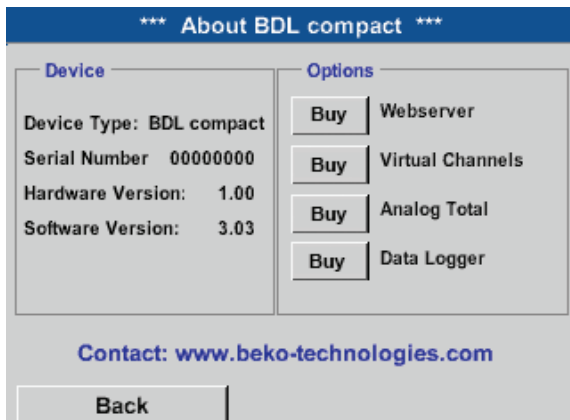 *** About BDL compact ***
Device
Device Type: BDL compact
Serial Number 00000000
Hardware Version: 1.00
Software Version: 3.03
Options
Buy Webserver
Buy Virtual Channels
Buy Analog Total
Buy Data Logger
Contact: www.beko-technologies.com
Back